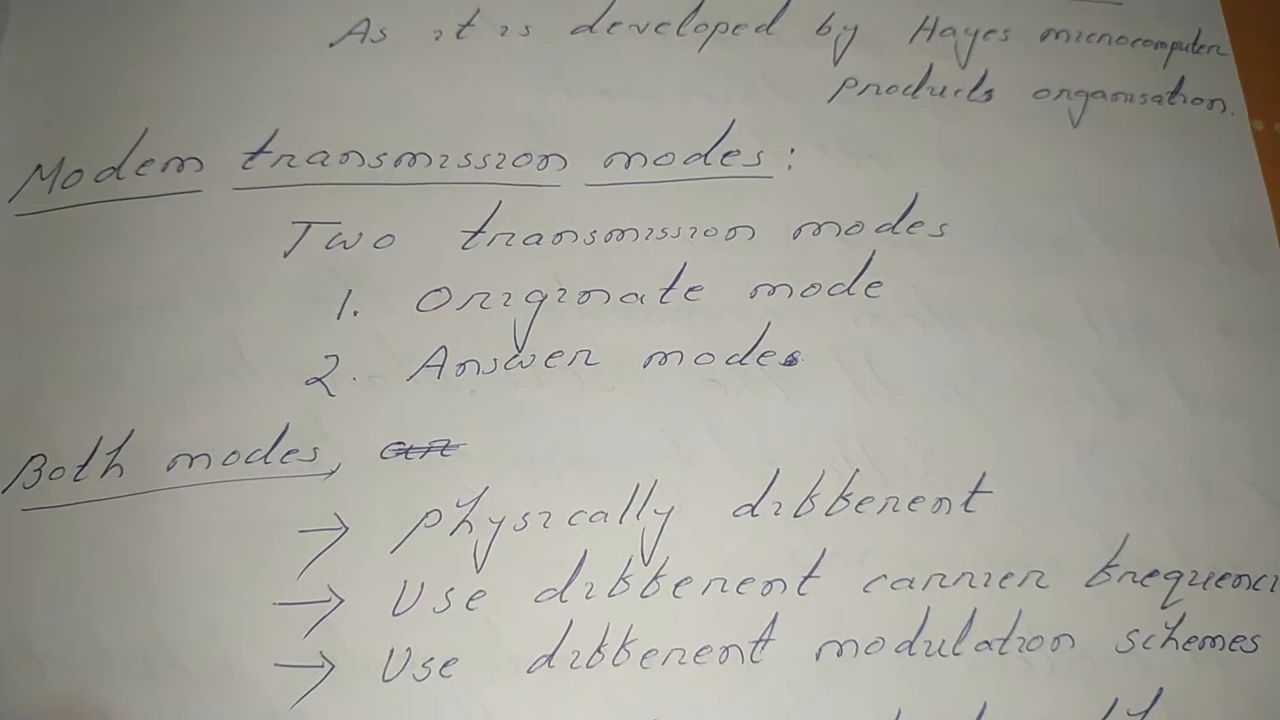 As it is developed by Hayes microcomputer
products organisation.
Modem transmission modes:
Two transmission modes
1. Originate mode
2. Answer modes
Both modes,
→ physically different
→ Use different carrier frequenci
→ Use different modulation schemes